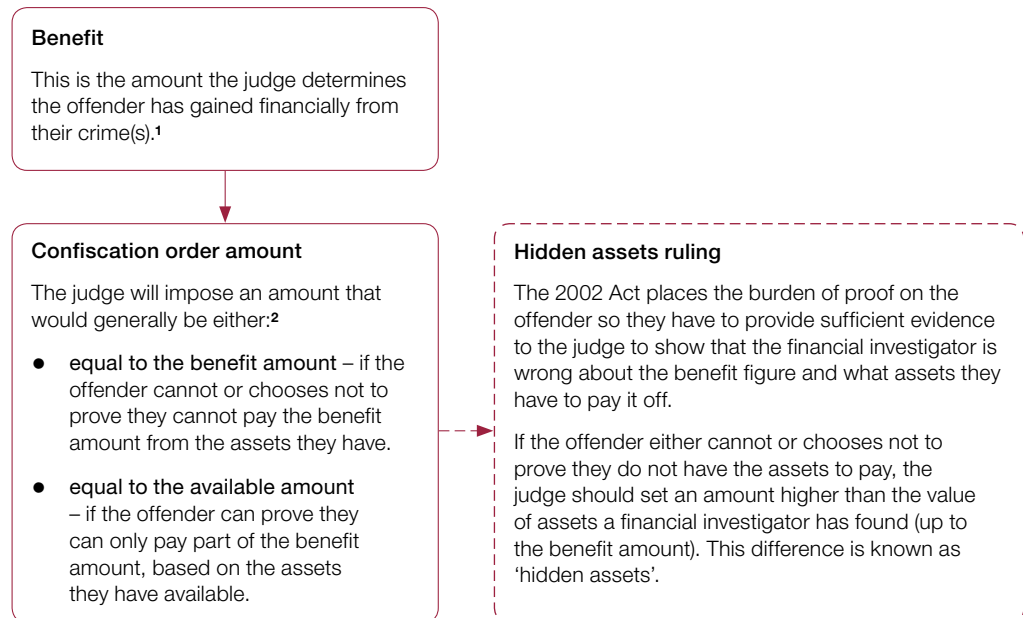 Benefit
This is the amount the judge determines
the offender has gained financially from
their crime(s).1
Confiscation order amount
The judge will impose an amount that
would generally be either:2
● equal to the benefit amount – if the
offender cannot or chooses not to
prove they cannot pay the benefit
amount from the assets they have.
● equal to the available amount
– if the offender can prove they
can only pay part of the benefit
amount, based on the assets
they have available.
Hidden assets ruling
The 2002 Act places the burden of proof on the
offender so they have to provide sufficient evidence
to the judge to show that the financial investigator is
wrong about the benefit figure and what assets they
have to pay it off.
If the offender either cannot or chooses not to
prove they do not have the assets to pay, the
judge should set an amount higher than the value
of assets a financial investigator has found (up to
the benefit amount). This difference is known as
‘hidden assets’.